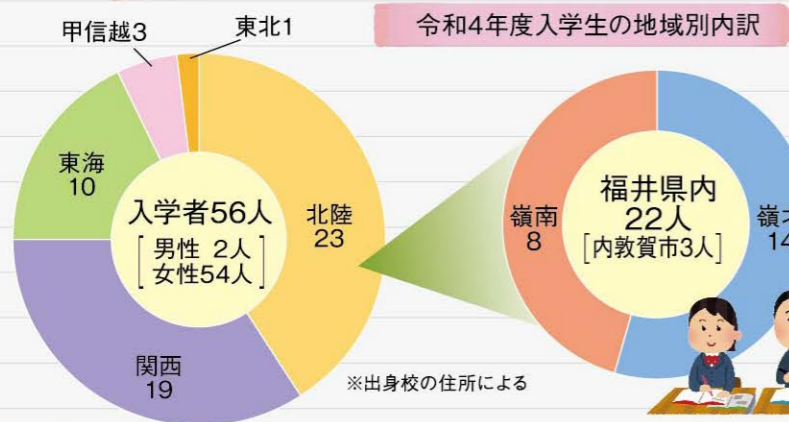 令和4年度入学生の地域別内訳
甲信越3
東北1
東海
10
北陸
23
関西
19
入学者56人
[男性 2人
女性54人]
※出身校の住所による
嶺南
8
福井県内
22人
[内敦賀市3人]
嶺
14